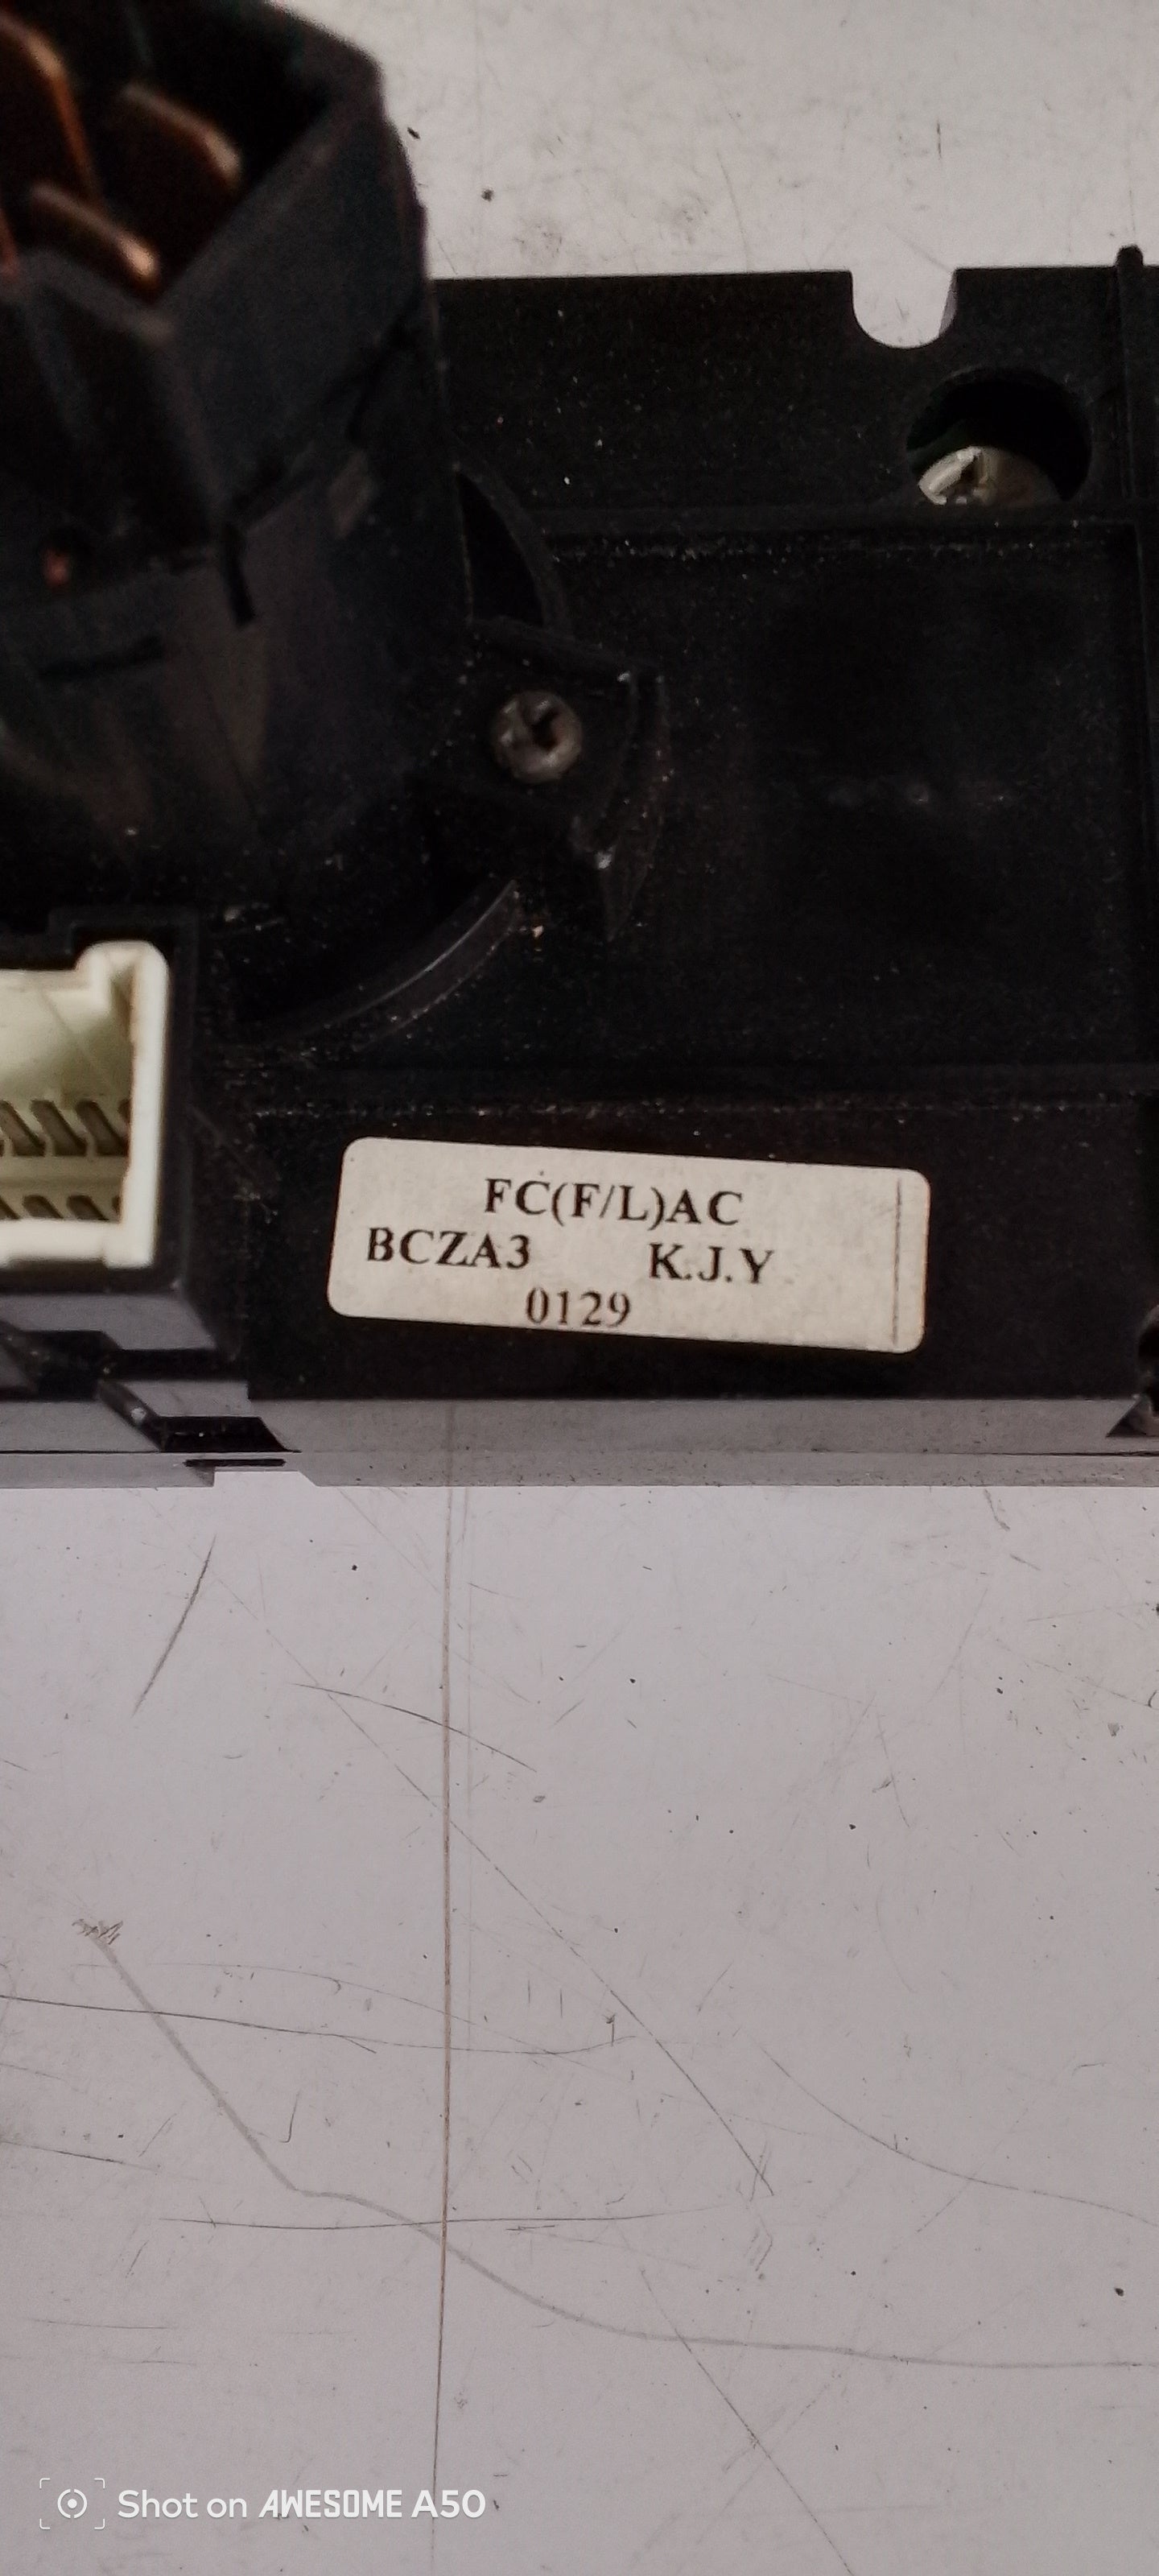 FC(F/L)AC
BCZA3 K.J.Y
0129
Shot on AWESOME A50